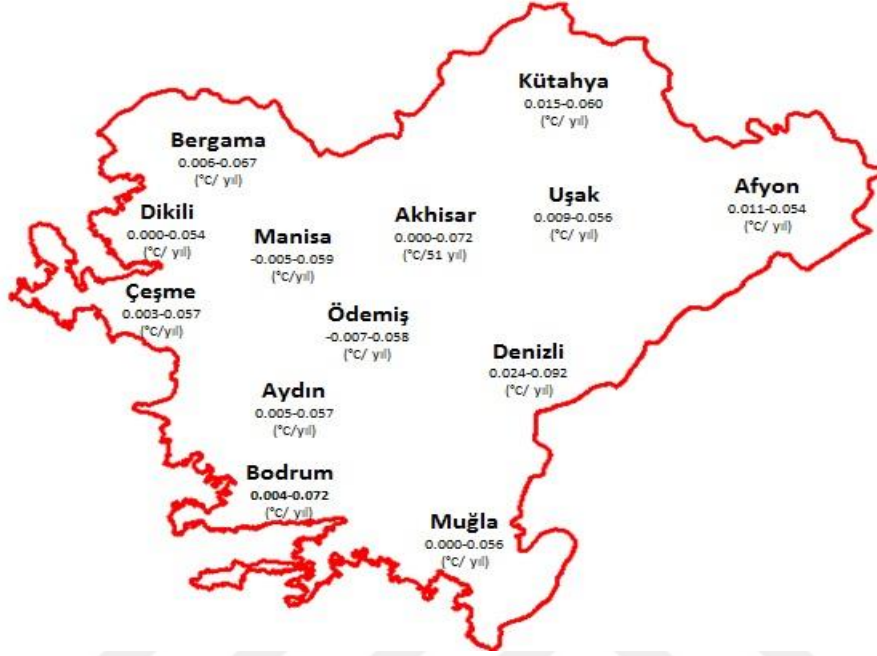 Kütahya
0.015-0.060
(°C/ yıl)
Bergama
0.006-0.067
(°C/ yıl)
Dikili
0.000-0.054
(°C/ yıl)
Manisa
-0.005-0.059
(°C/yıl)
Akhisar
0.000-0.072
(°C/51 yıl)
Uşak
0.009-0.056
(°C/ yıl)
Afyon
0.011-0.054
(°C/ yıl)
Çeşme
0.003-0.057
(°C/yıl)
Ödemiş
-0.007-0.058
(°C/ yıl)
Denizli
0.024-0.092
(°C/ yıl)
Aydın
0.005-0.057
(°C/yıl)
Bodrum
0.004-0.072
(°C/ yıl)
Muğla
0.000-0.056
(°C/ yıl)